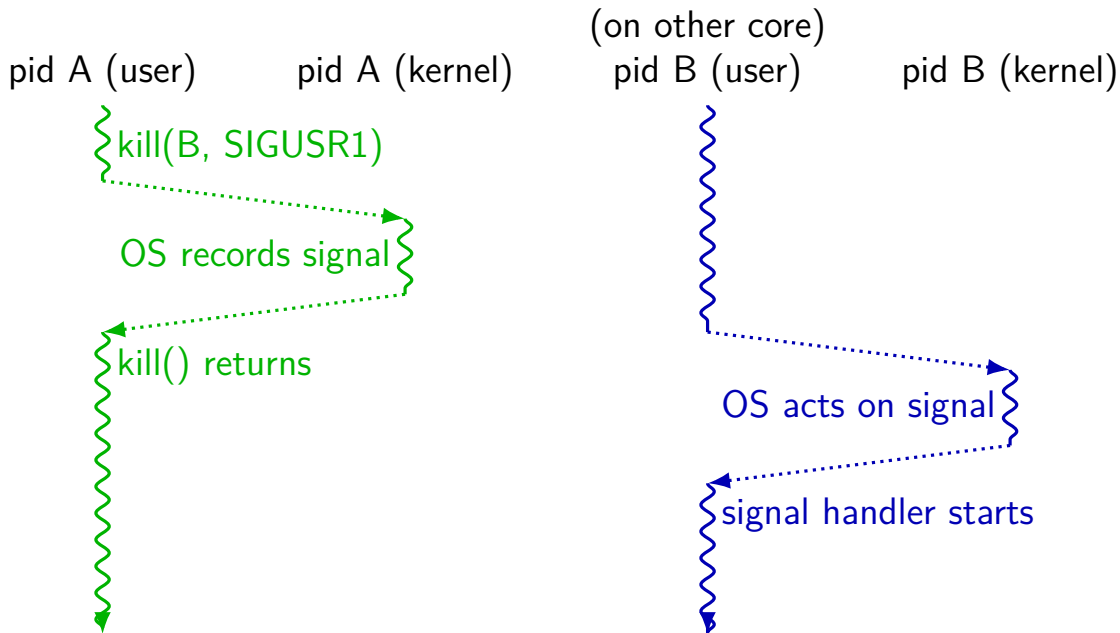 (on other core)
pid A (user)
pid A (kernel)
pid B (user)
pid B (kernel)
kill(B, SIGUSR1)
OS records signal
kill() returns
OS acts on signal
signal handler starts